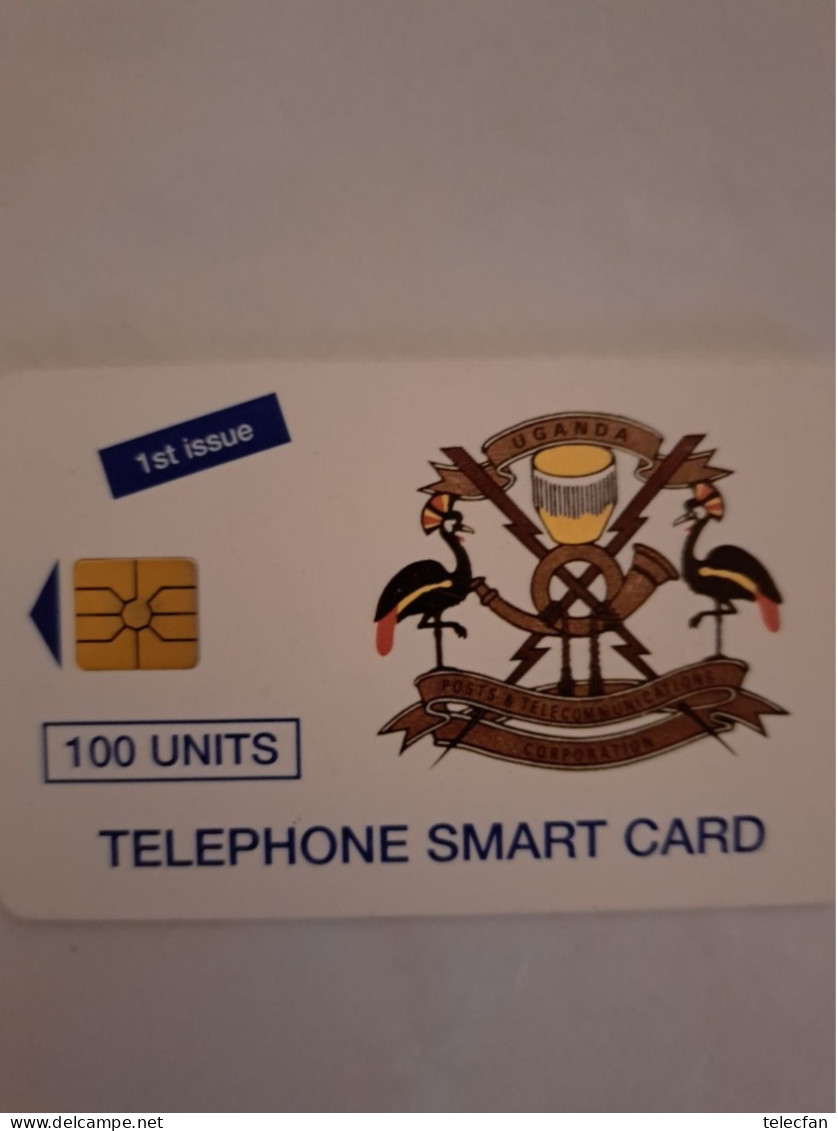 1st issue
UGANDA
POSTS & TELECOMMUNICATIONS
CORPORATION
100 UNITS
TELEPHONE SMART CARD
www.delcampe.net
telecfan